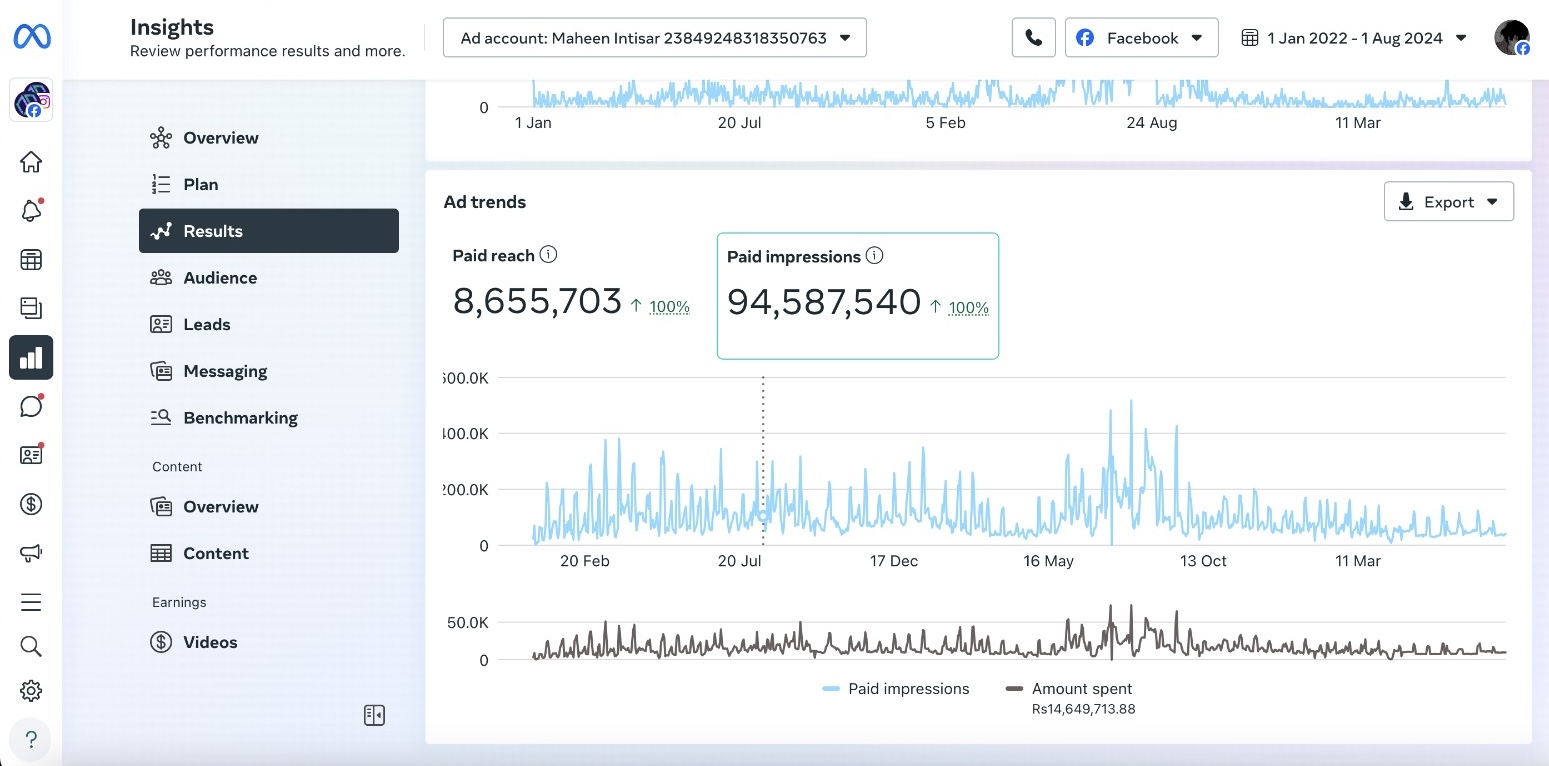 Insights
Review performance results and more.
Ad account: Maheen Intisar 23849248318350763
Facebook
1 Jan 2022 - 1 Aug 2024
Overview
Plan
Results
Audience
Leads
Messaging
Benchmarking
Content
Overview
Content
Earnings
Videos
?
0
1 Jan 20 Jul 5 Feb 24 Aug 11 Mar
Ad trends
Export
Paid reach
8,655,703 ↑ 100%
Paid impressions
94,587,540 ↑ 100%
600.0K
400.0K
200.0K
0
20 Feb 20 Jul 17 Dec 16 May 13 Oct 11 Mar
50.0K
0
Paid impressions
Amount spent
Rs14,649,713.88